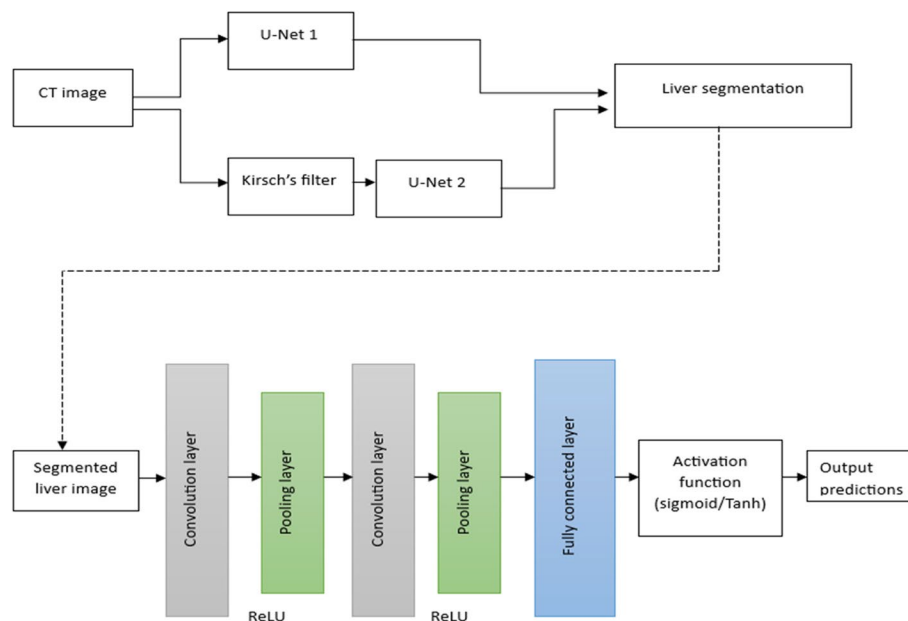 U-Net 1
CT image
Liver segmentation
Kirsch's filter
U-Net 2
Segmented
liver image
Convolution layer
Pooling layer
Convolution layer
Pooling layer
Fully connected layer
Activation
function
(sigmoid/Tanh)
Output
predictions
ReLU
ReLU